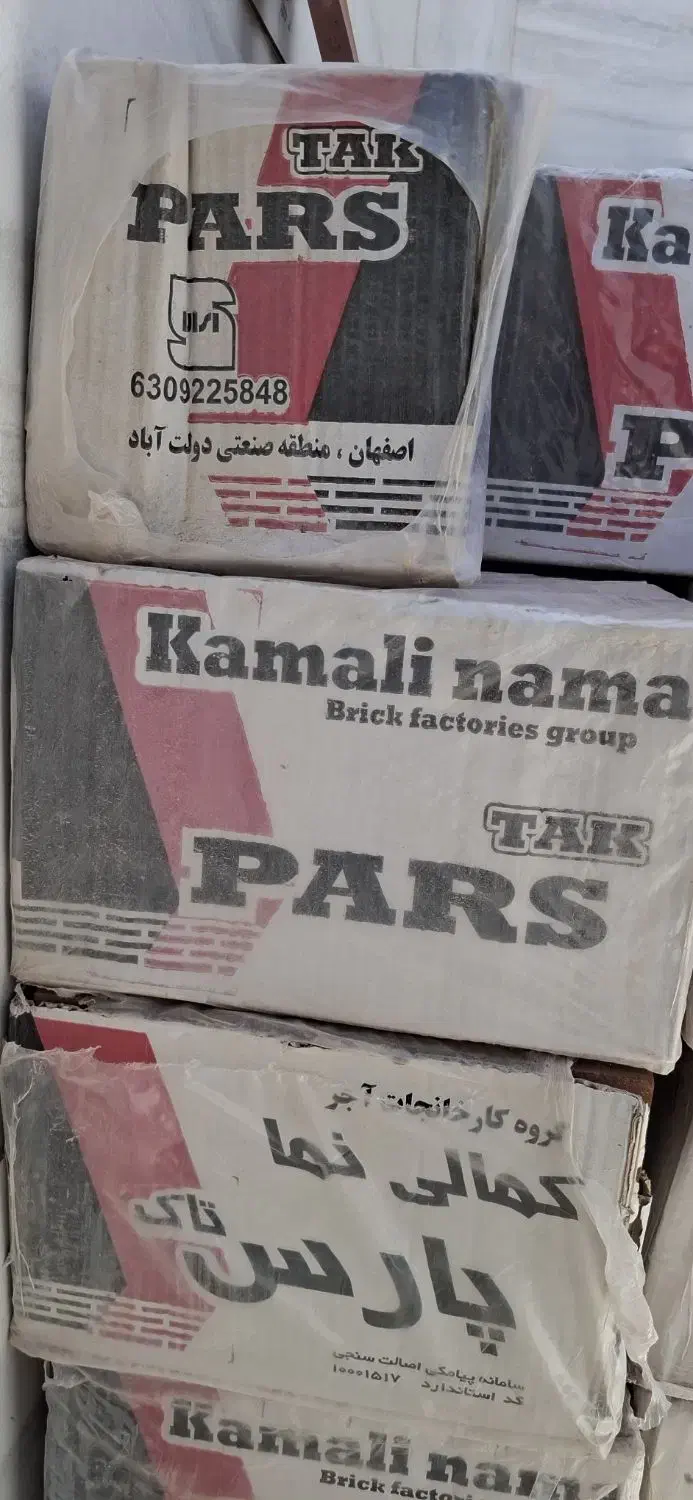 TAK
PARS
ISIRI
6309225848
اصفهان ، منطقه صنعتی دولت آباد
Ka
P
Kamali nama
Brick factories group
TAK
PARS
گروه کارخانجات آجر
کمالی نما
تاک
پارس
سامانه پیامکی اصالت سنجی
کد استاندارد ۱۰۰۰۱۵۱۷
Kamali nam
Brick factori